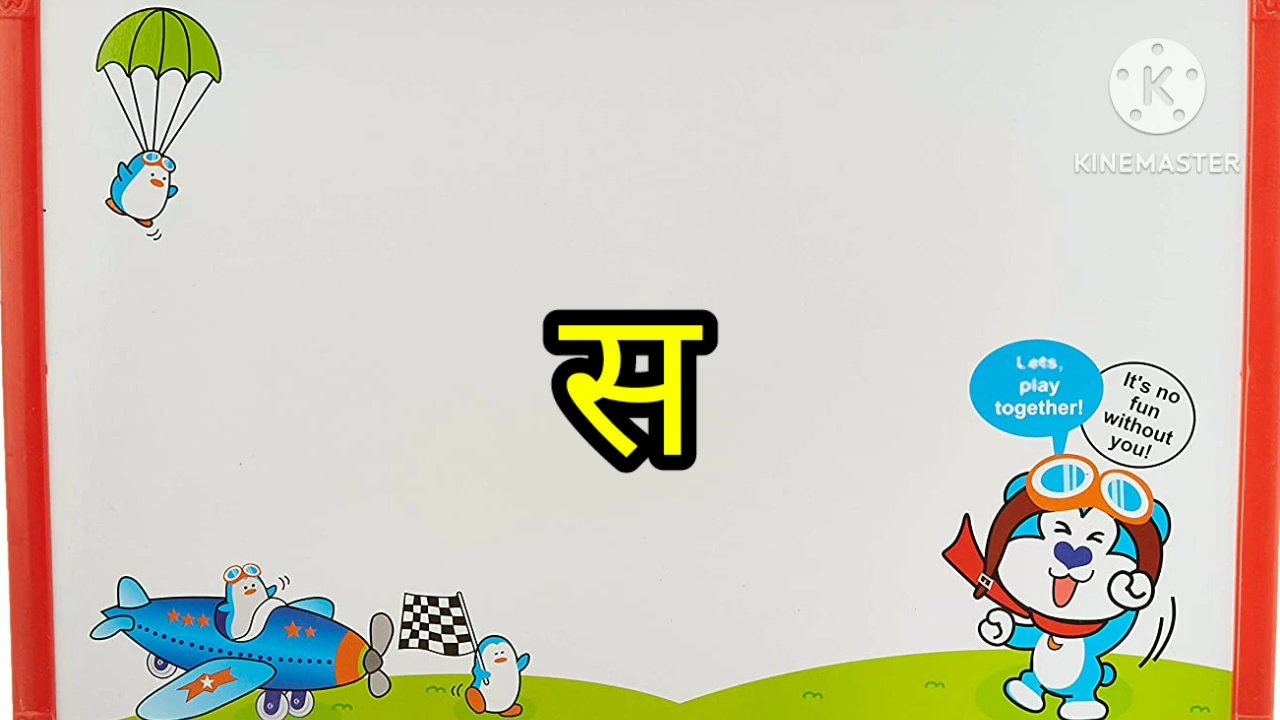 KINEMASTER
स
Lets,
play
together!
It's no
fun
without
you!